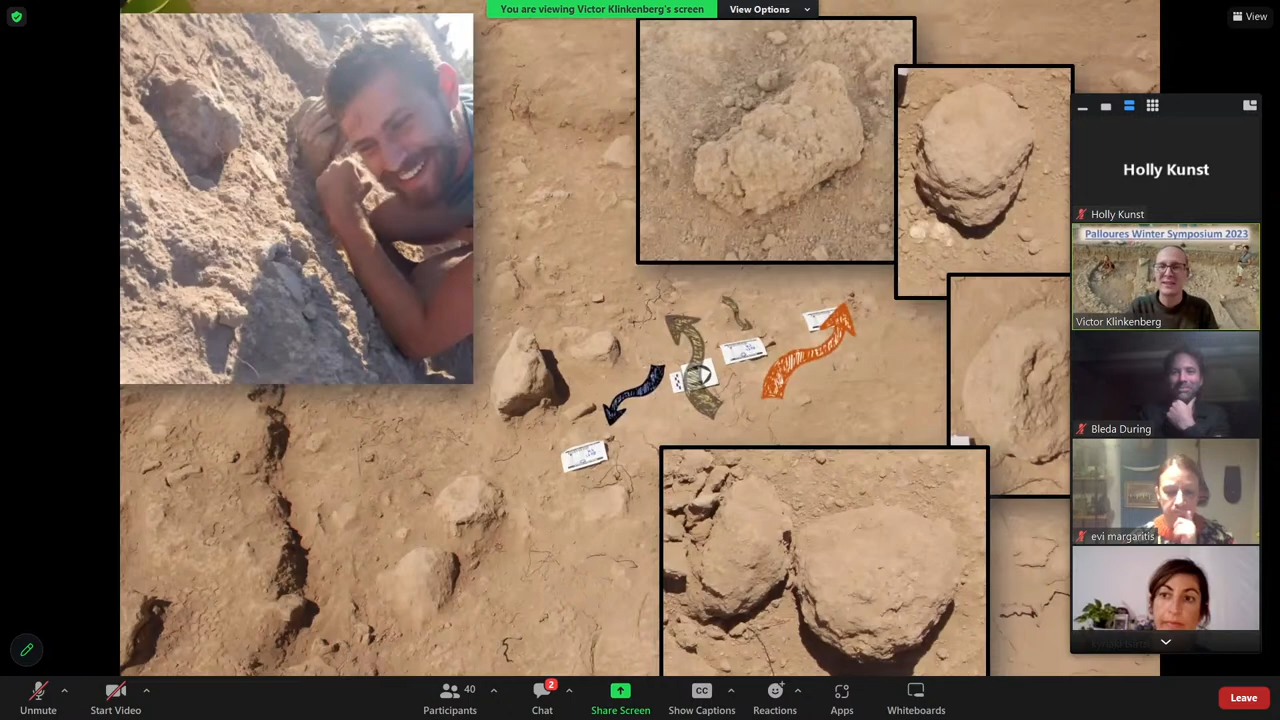 You are viewing Victor Klinkenberg's screen
View Options
View
Holly Kunst
Holly Kunst
Palloures Winter Symposium 2023
Victor Klinkenberg
Bleda During
evi margaritis
Unmute
Start Video
Participants
40
Chat
2
Share Screen
CC
Show Captions
Reactions
Apps
Whiteboards
Leave